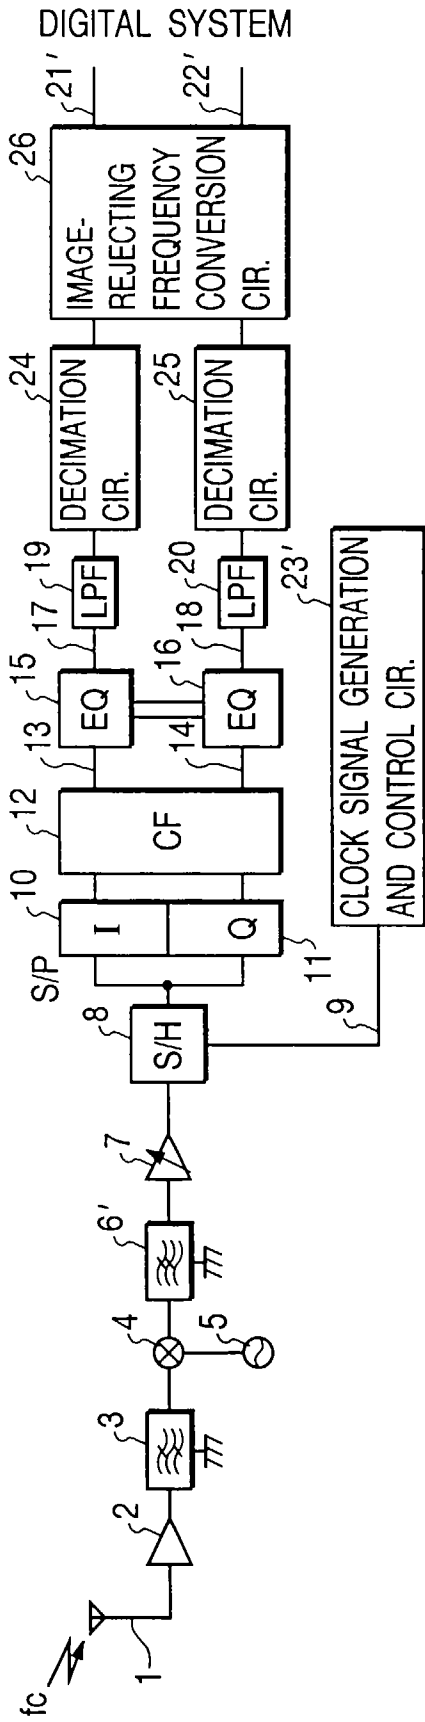 fc
1
2
3
4
5
6'
7
S/H
8
9
S/P
I
10
Q
11
CF
12
13
14
EQ
15
EQ
16
17
18
LPF
19
LPF
20
DECIMATION
CIR.
24
DECIMATION
CIR.
25
IMAGE-
REJECTING
FREQUENCY
CONVERSION
CIR.
26
21'
22'
DIGITAL SYSTEM
CLOCK SIGNAL GENERATION
AND CONTROL CIR.
23'